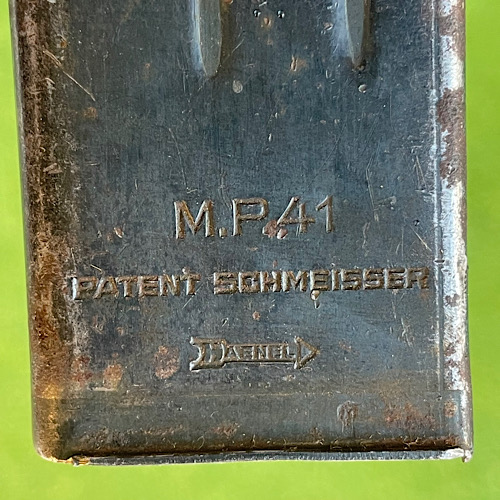 M.P.41
PATENT SCHMEISSER
HAENEL